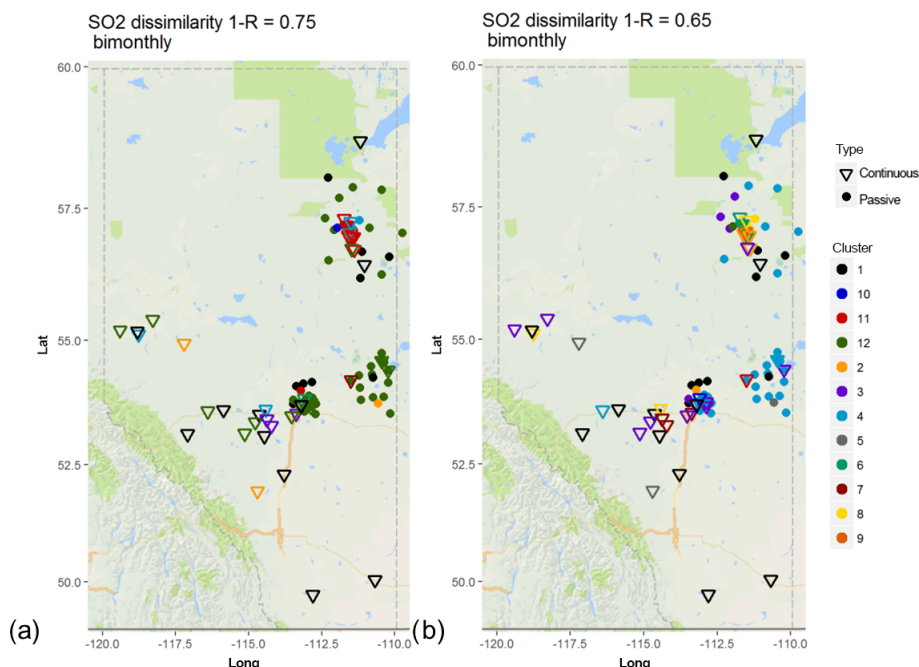 SO2 dissimilarity 1-R = 0.75
bimonthly
SO2 dissimilarity 1-R = 0.65
bimonthly
60.0
57.5
55.0
52.5
50.0
Lat
-120.0
-117.5
-115.0
-112.5
-110.0
Long
(a)
60.0
57.5
55.0
52.5
50.0
Lat
-120.0
-117.5
-115.0
-112.5
-110.0
Long
(b)
Type
Continuous
Passive
Cluster
1
10
11
12
2
3
4
5
6
7
8
9